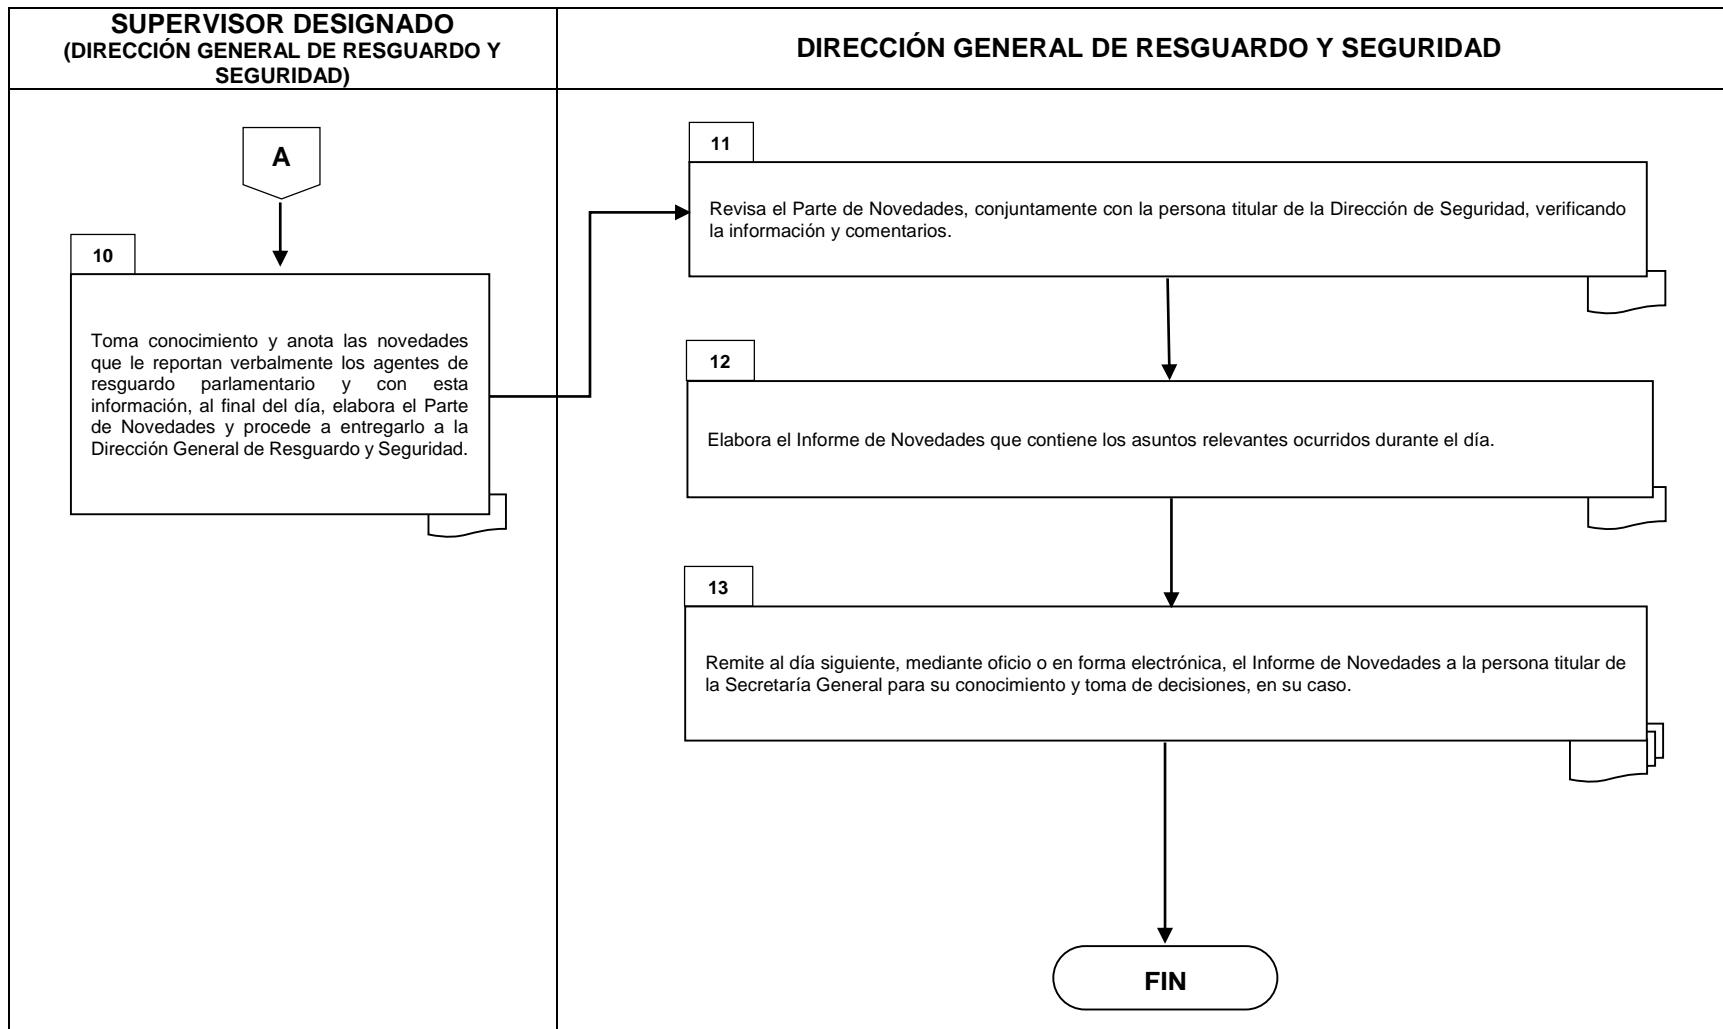 SUPERVISOR DESIGNADO
(DIRECCIÓN GENERAL DE RESGUARDO Y
SEGURIDAD)
DIRECCIÓN GENERAL DE RESGUARDO Y SEGURIDAD
A
10
Toma conocimiento y anota las novedades
que le reportan verbalmente los agentes de
resguardo parlamentario y con esta
información, al final del día, elabora el Parte
de Novedades y procede a entregarlo a la
Dirección General de Resguardo y Seguridad.
11
Revisa el Parte de Novedades, conjuntamente con la persona titular de la Dirección de Seguridad, verificando
la información y comentarios.
12
Elabora el Informe de Novedades que contiene los asuntos relevantes ocurridos durante el día.
13
Remite al día siguiente, mediante oficio o en forma electrónica, el Informe de Novedades a la persona titular de
la Secretaría General para su conocimiento y toma de decisiones, en su caso.
FIN